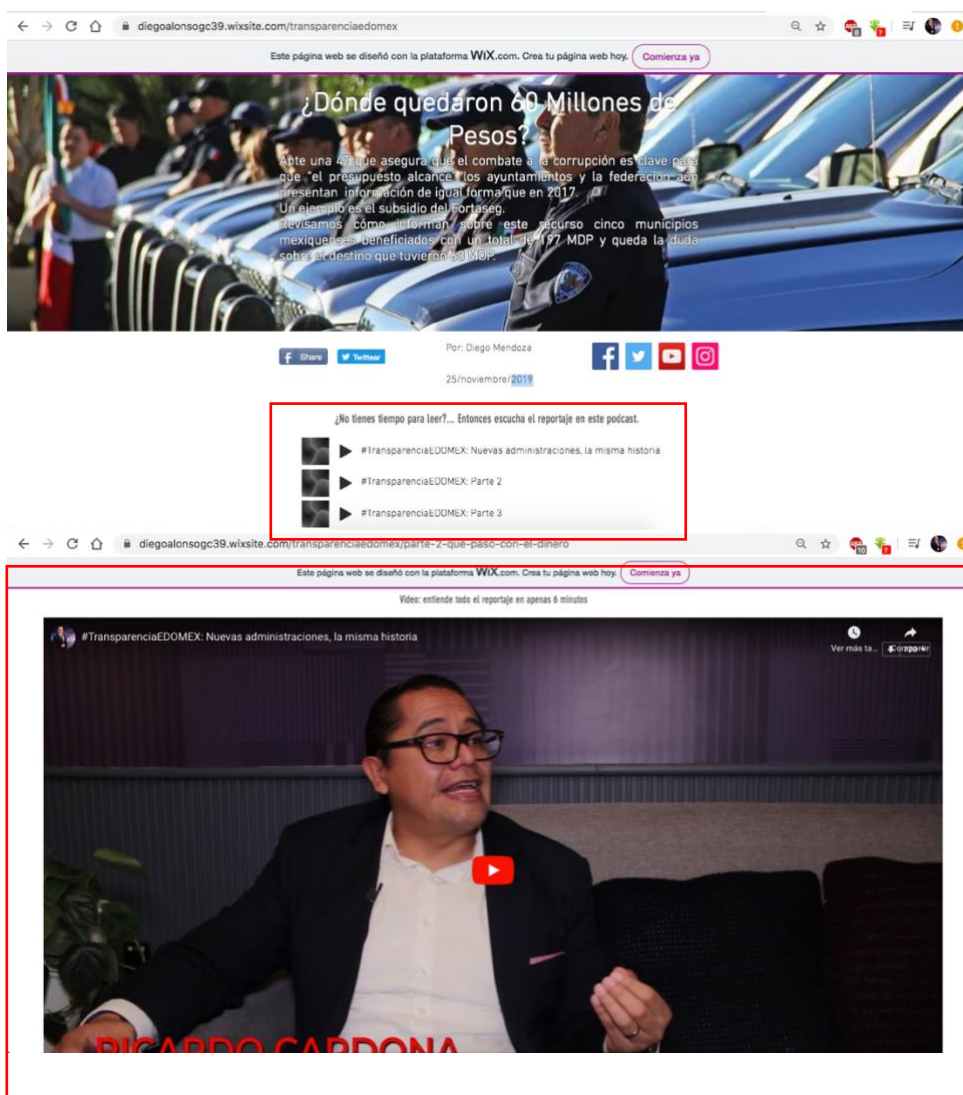 diegoalonsogc39.wixsite.com/transparenciaedomex
Este página web se diseñó con la plataforma WiX.com. Crea tu página web hoy. Comienza ya
¿Dónde quedaron 60 Millones de
Pesos?
Ante una 4T que asegura que el combate a la corrupción es clave para
que "el presupuesto alcance" los ayuntamientos y la federación aún
presentan información de igual forma que en 2017.
Un ejemplo es el subsidio del Fortaseg.
Revisamos cómo informan sobre este recurso cinco municipios
mexiquenses beneficiados con un total de 197 MDP y queda la duda
sobre el destino que tuvieron 60 MDP.
Share Twittear
Por: Diego Mendoza
25/noviembre/2019
¿No tienes tiempo para leer?... Entonces escucha el reportaje en este podcast.
#TransparenciaEDOMEX: Nuevas administraciones, la misma historia
#TransparenciaEDOMEX: Parte 2
#TransparenciaEDOMEX: Parte 3
diegoalonsogc39.wixsite.com/transparenciaedomex/parte-2-que-paso-con-el-dinero
Este página web se diseñó con la plataforma WiX.com. Crea tu página web hoy. Comienza ya
Video: entiende todo el reportaje en apenas 6 minutos
#TransparenciaEDOMEX: Nuevas administraciones, la misma historia
Ver más ta...
RICARDO CARDONA